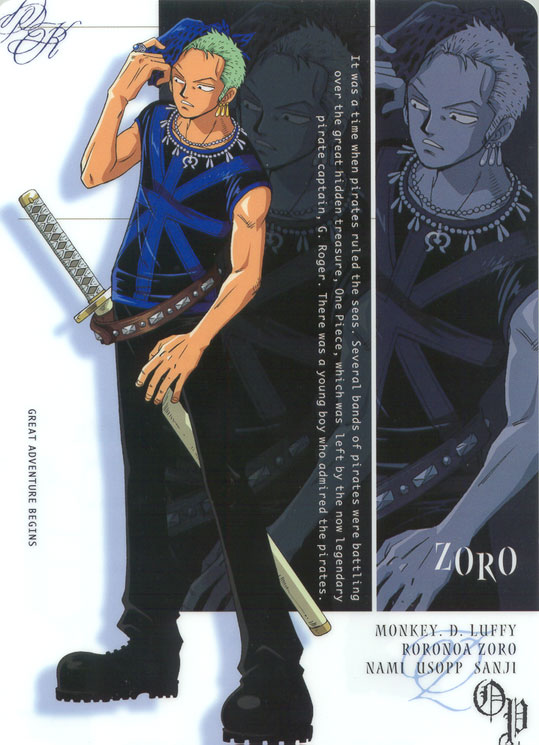 It was a time when pirates ruled the seas. Several bands of pirates were battling
over the great hidden treasure, One Piece, which was left by the now legendary
pirate captain, G. Roger. There was a young boy who admired the pirates.
GREAT ADVENTURE BEGINS
ZORO
MONKEY. D. LUFFY
RORONOA ZORO
NAMI USOPP SANJI
OP